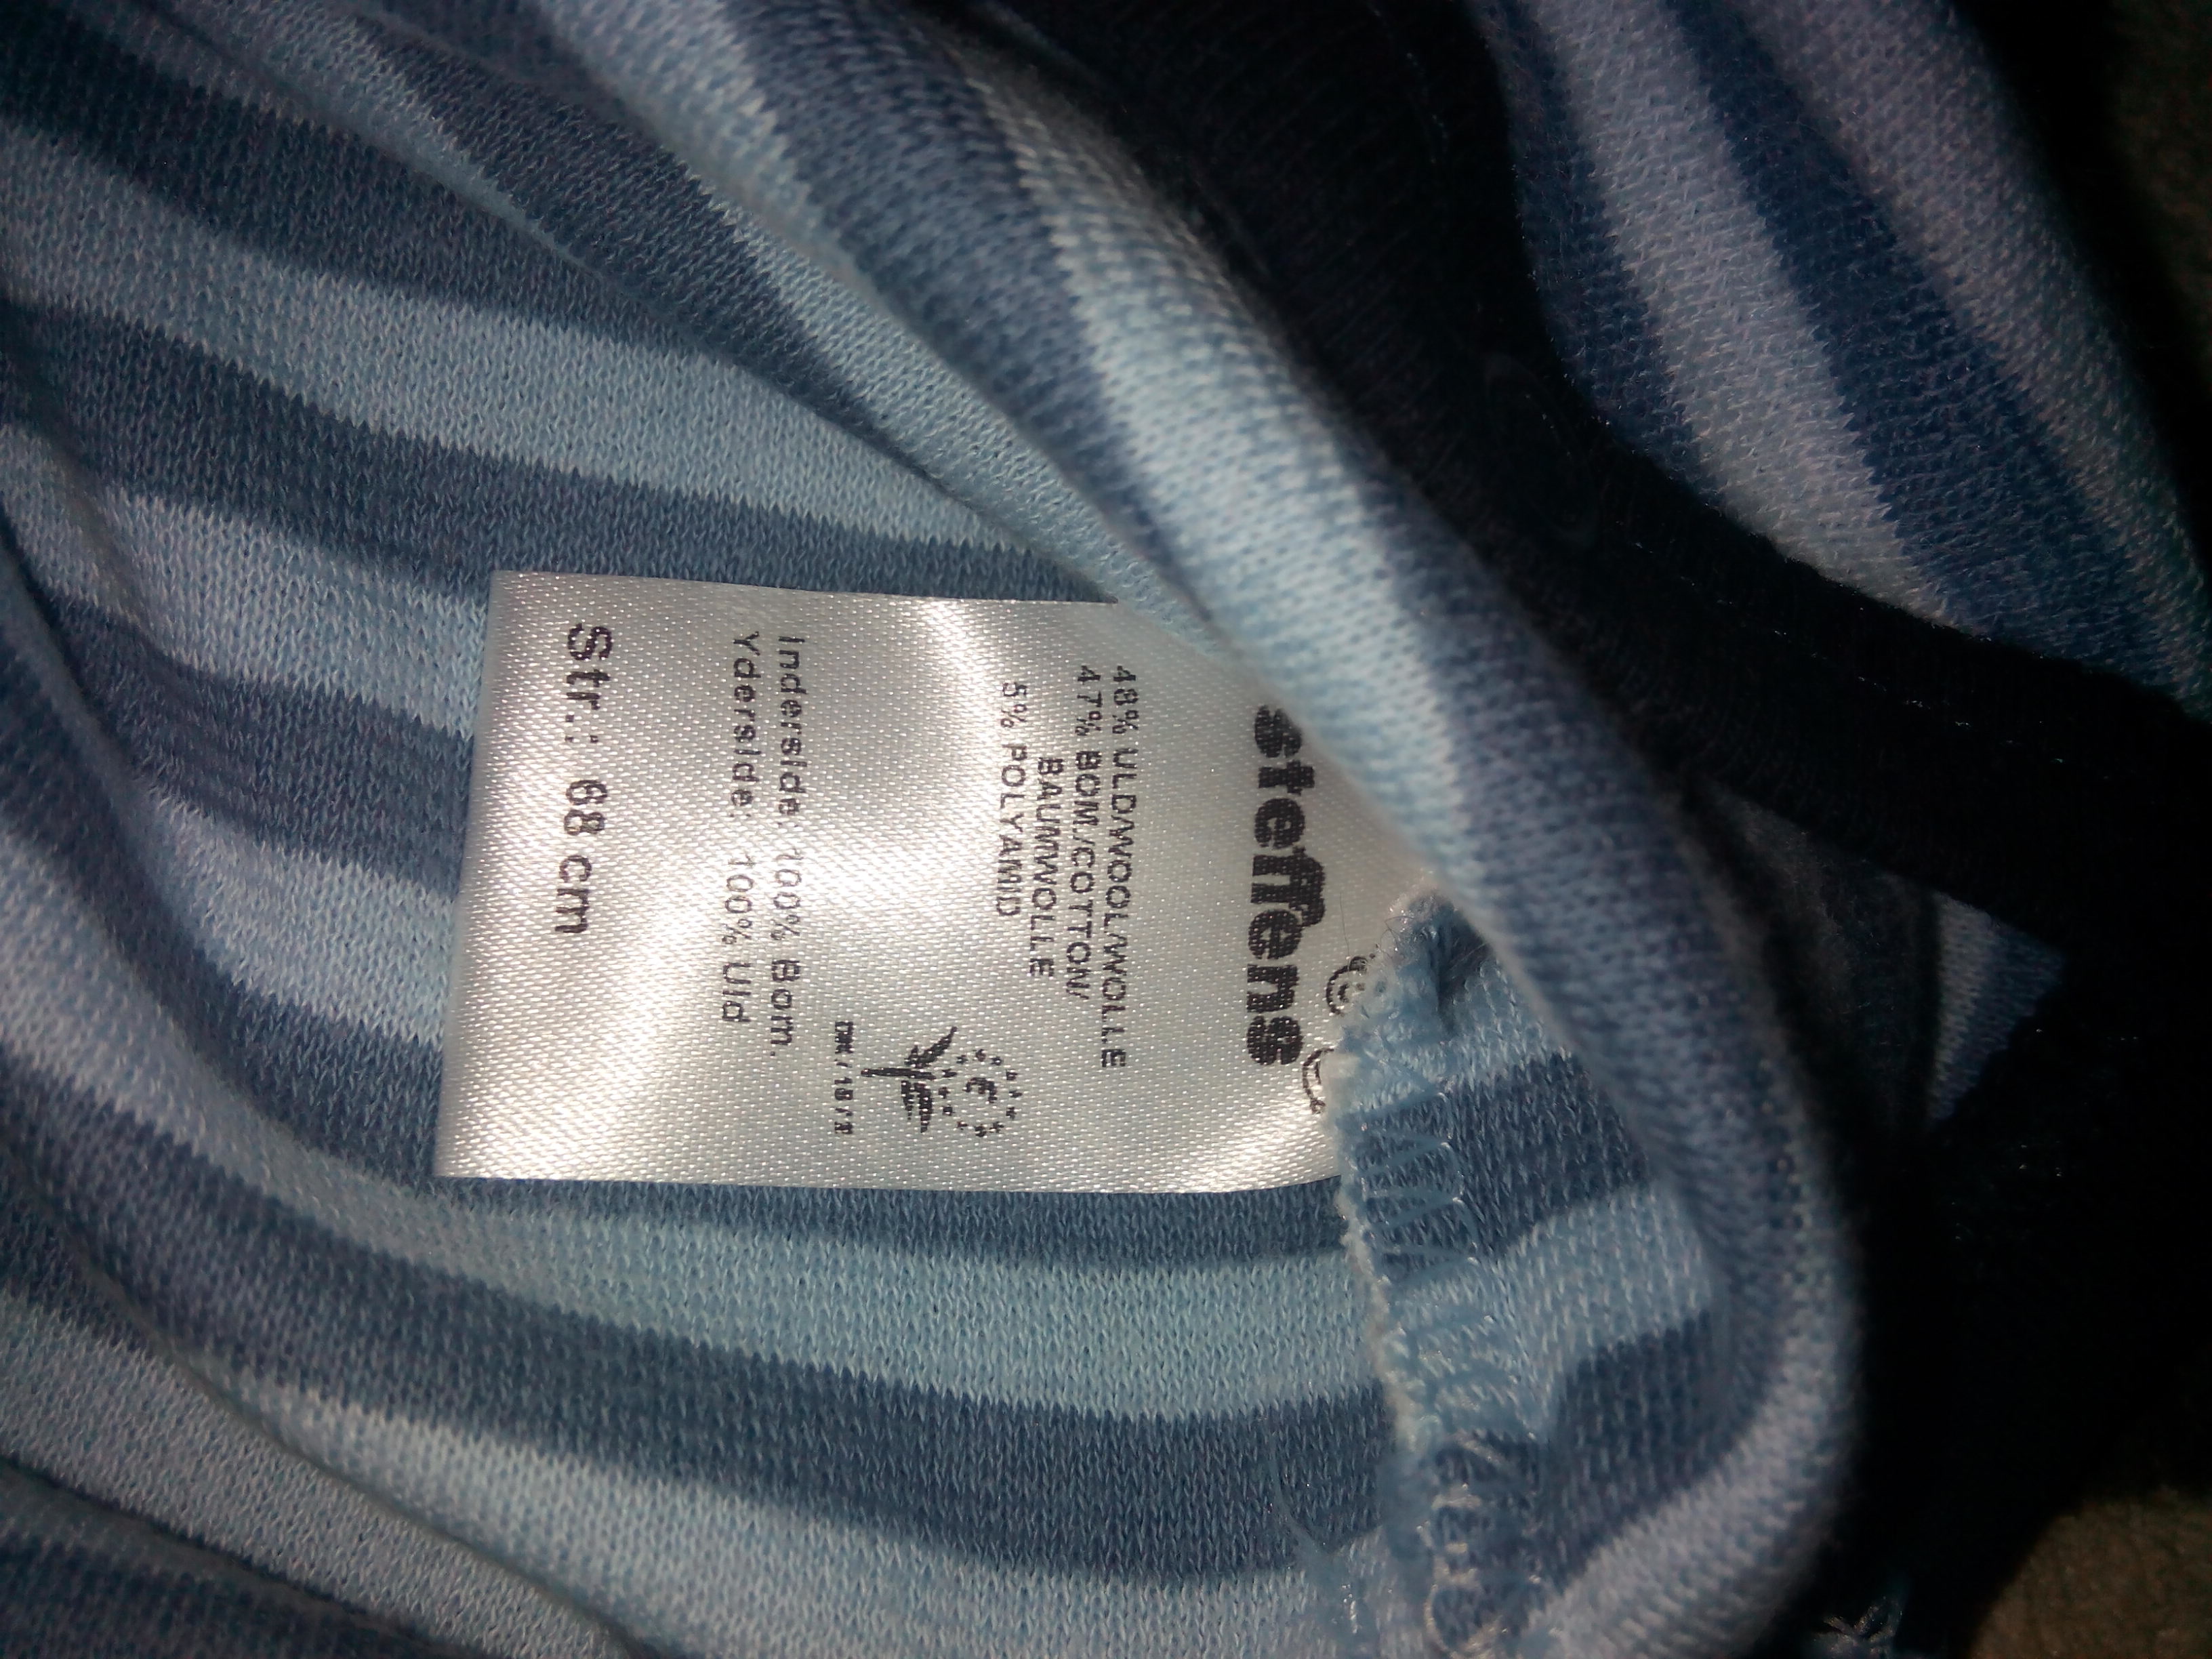 steffens
48% ULD/WOOL/WOLLE
47% BOM./COTTON/
BAUMWOLLE
5% POLYAMID
Inderside: 100% Bom.
Yderside: 100% Uld
Str.: 68 cm